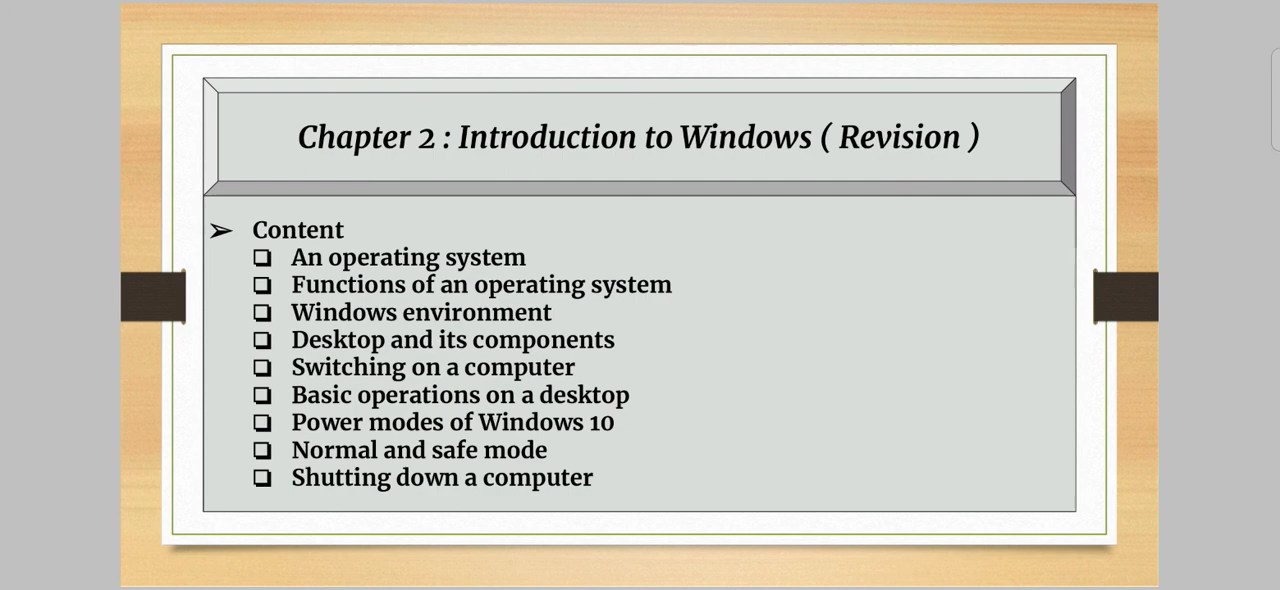 Chapter 2 : Introduction to Windows ( Revision )
➢ Content
❑ An operating system
❑ Functions of an operating system
❑ Windows environment
❑ Desktop and its components
❑ Switching on a computer
❑ Basic operations on a desktop
❑ Power modes of Windows 10
❑ Normal and safe mode
❑ Shutting down a computer